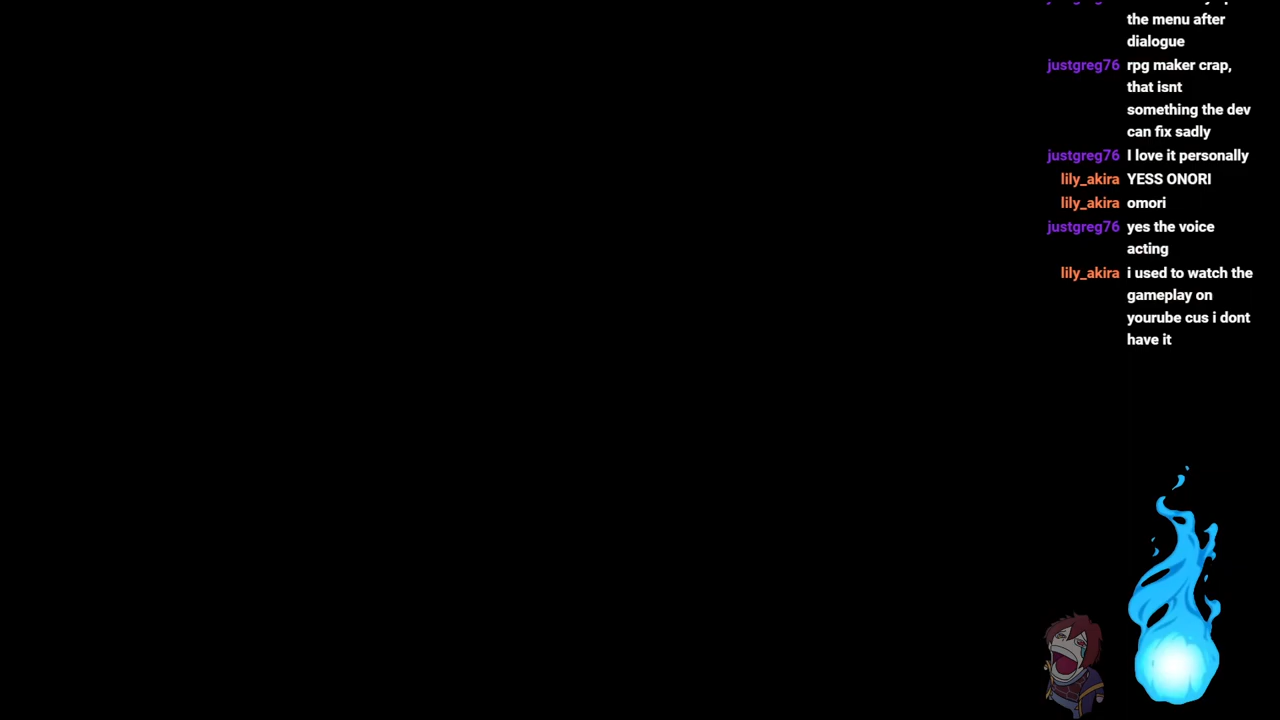 the menu after
dialogue
justgreg76 rpg maker crap,
that isnt
something the dev
can fix sadly
justgreg76 I love it personally
lily_akira YESS ONORI
lily_akira omori
justgreg76 yes the voice
acting
lily_akira i used to watch the
gameplay on
yourube cus i dont
have it